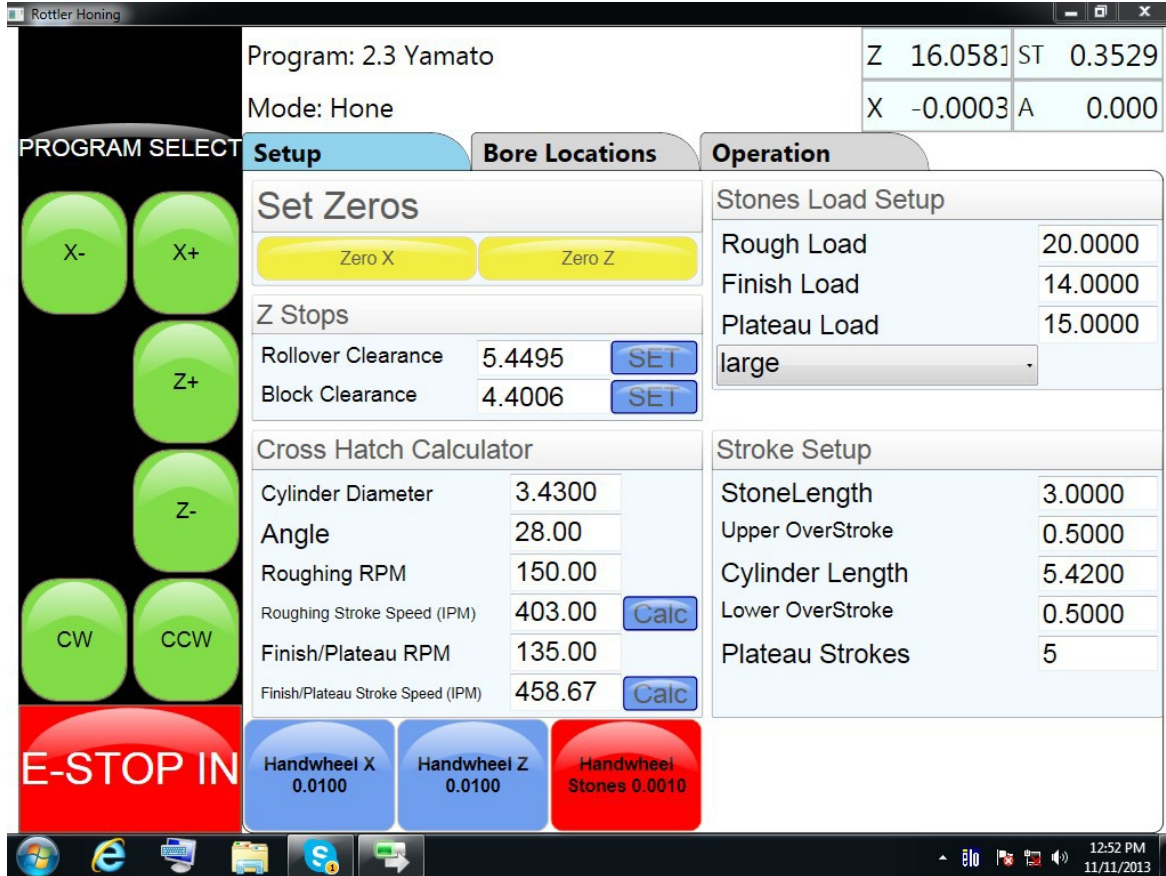 Rottler Honing
Program: 2.3 Yamato
Z 16.0581 ST 0.3529
Mode: Hone
X -0.0003 A 0.000
PROGRAM SELECT
Setup Bore Locations Operation
Set Zeros
Zero X Zero Z
Z Stops
Rollover Clearance 5.4495 SET
Block Clearance 4.4006 SET
Cross Hatch Calculator
Cylinder Diameter 3.4300
Angle 28.00
Roughing RPM 150.00
Roughing Stroke Speed (IPM) 403.00 Calc
Finish/Plateau RPM 135.00
Finish/Plateau Stroke Speed (IPM) 458.67 Calc
Stones Load Setup
Rough Load 20.0000
Finish Load 14.0000
Plateau Load 15.0000
large
Stroke Setup
StoneLength 3.0000
Upper OverStroke 0.5000
Cylinder Length 5.4200
Lower OverStroke 0.5000
Plateau Strokes 5
X- X+
Z+
Z-
CW CCW
E-STOP IN
Handwheel X
0.0100
Handwheel Z
0.0100
Handwheel
Stones 0.0010
elo
12:52 PM
11/11/2013